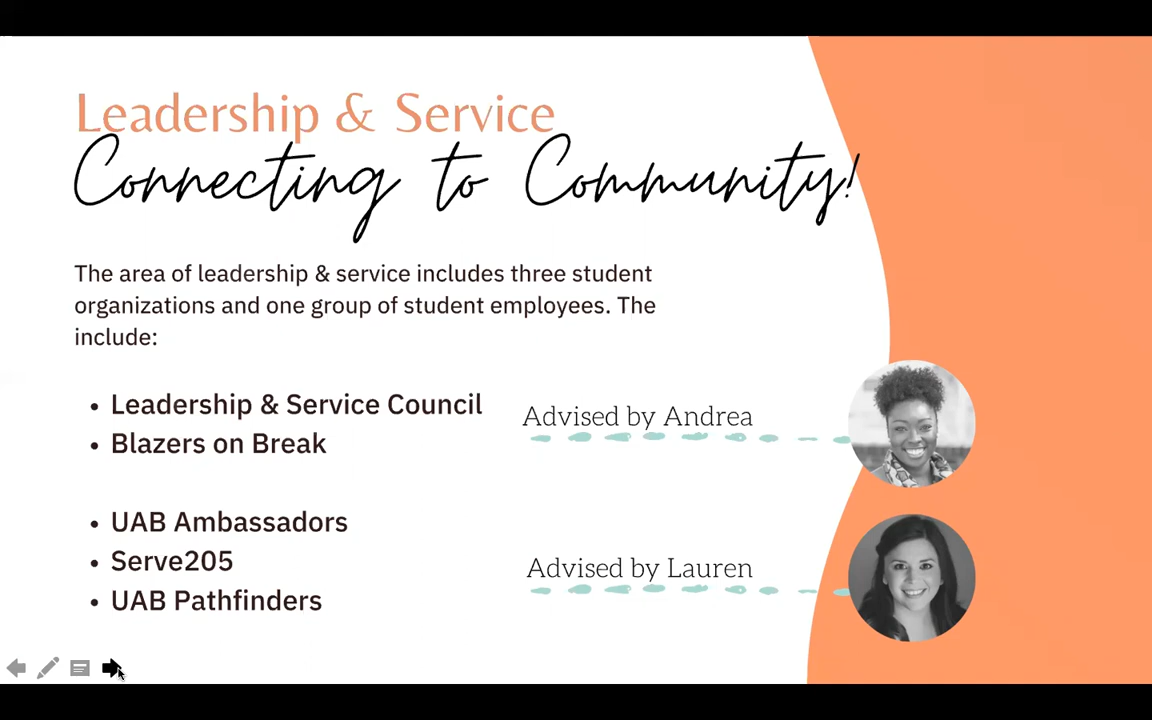 Leadership & Service
Connecting to Community!
The area of leadership & service includes three student
organizations and one group of student employees. The
include:
• Leadership & Service Council
• Blazers on Break
Advised by Andrea
• UAB Ambassadors
• Serve205
• UAB Pathfinders
Advised by Lauren